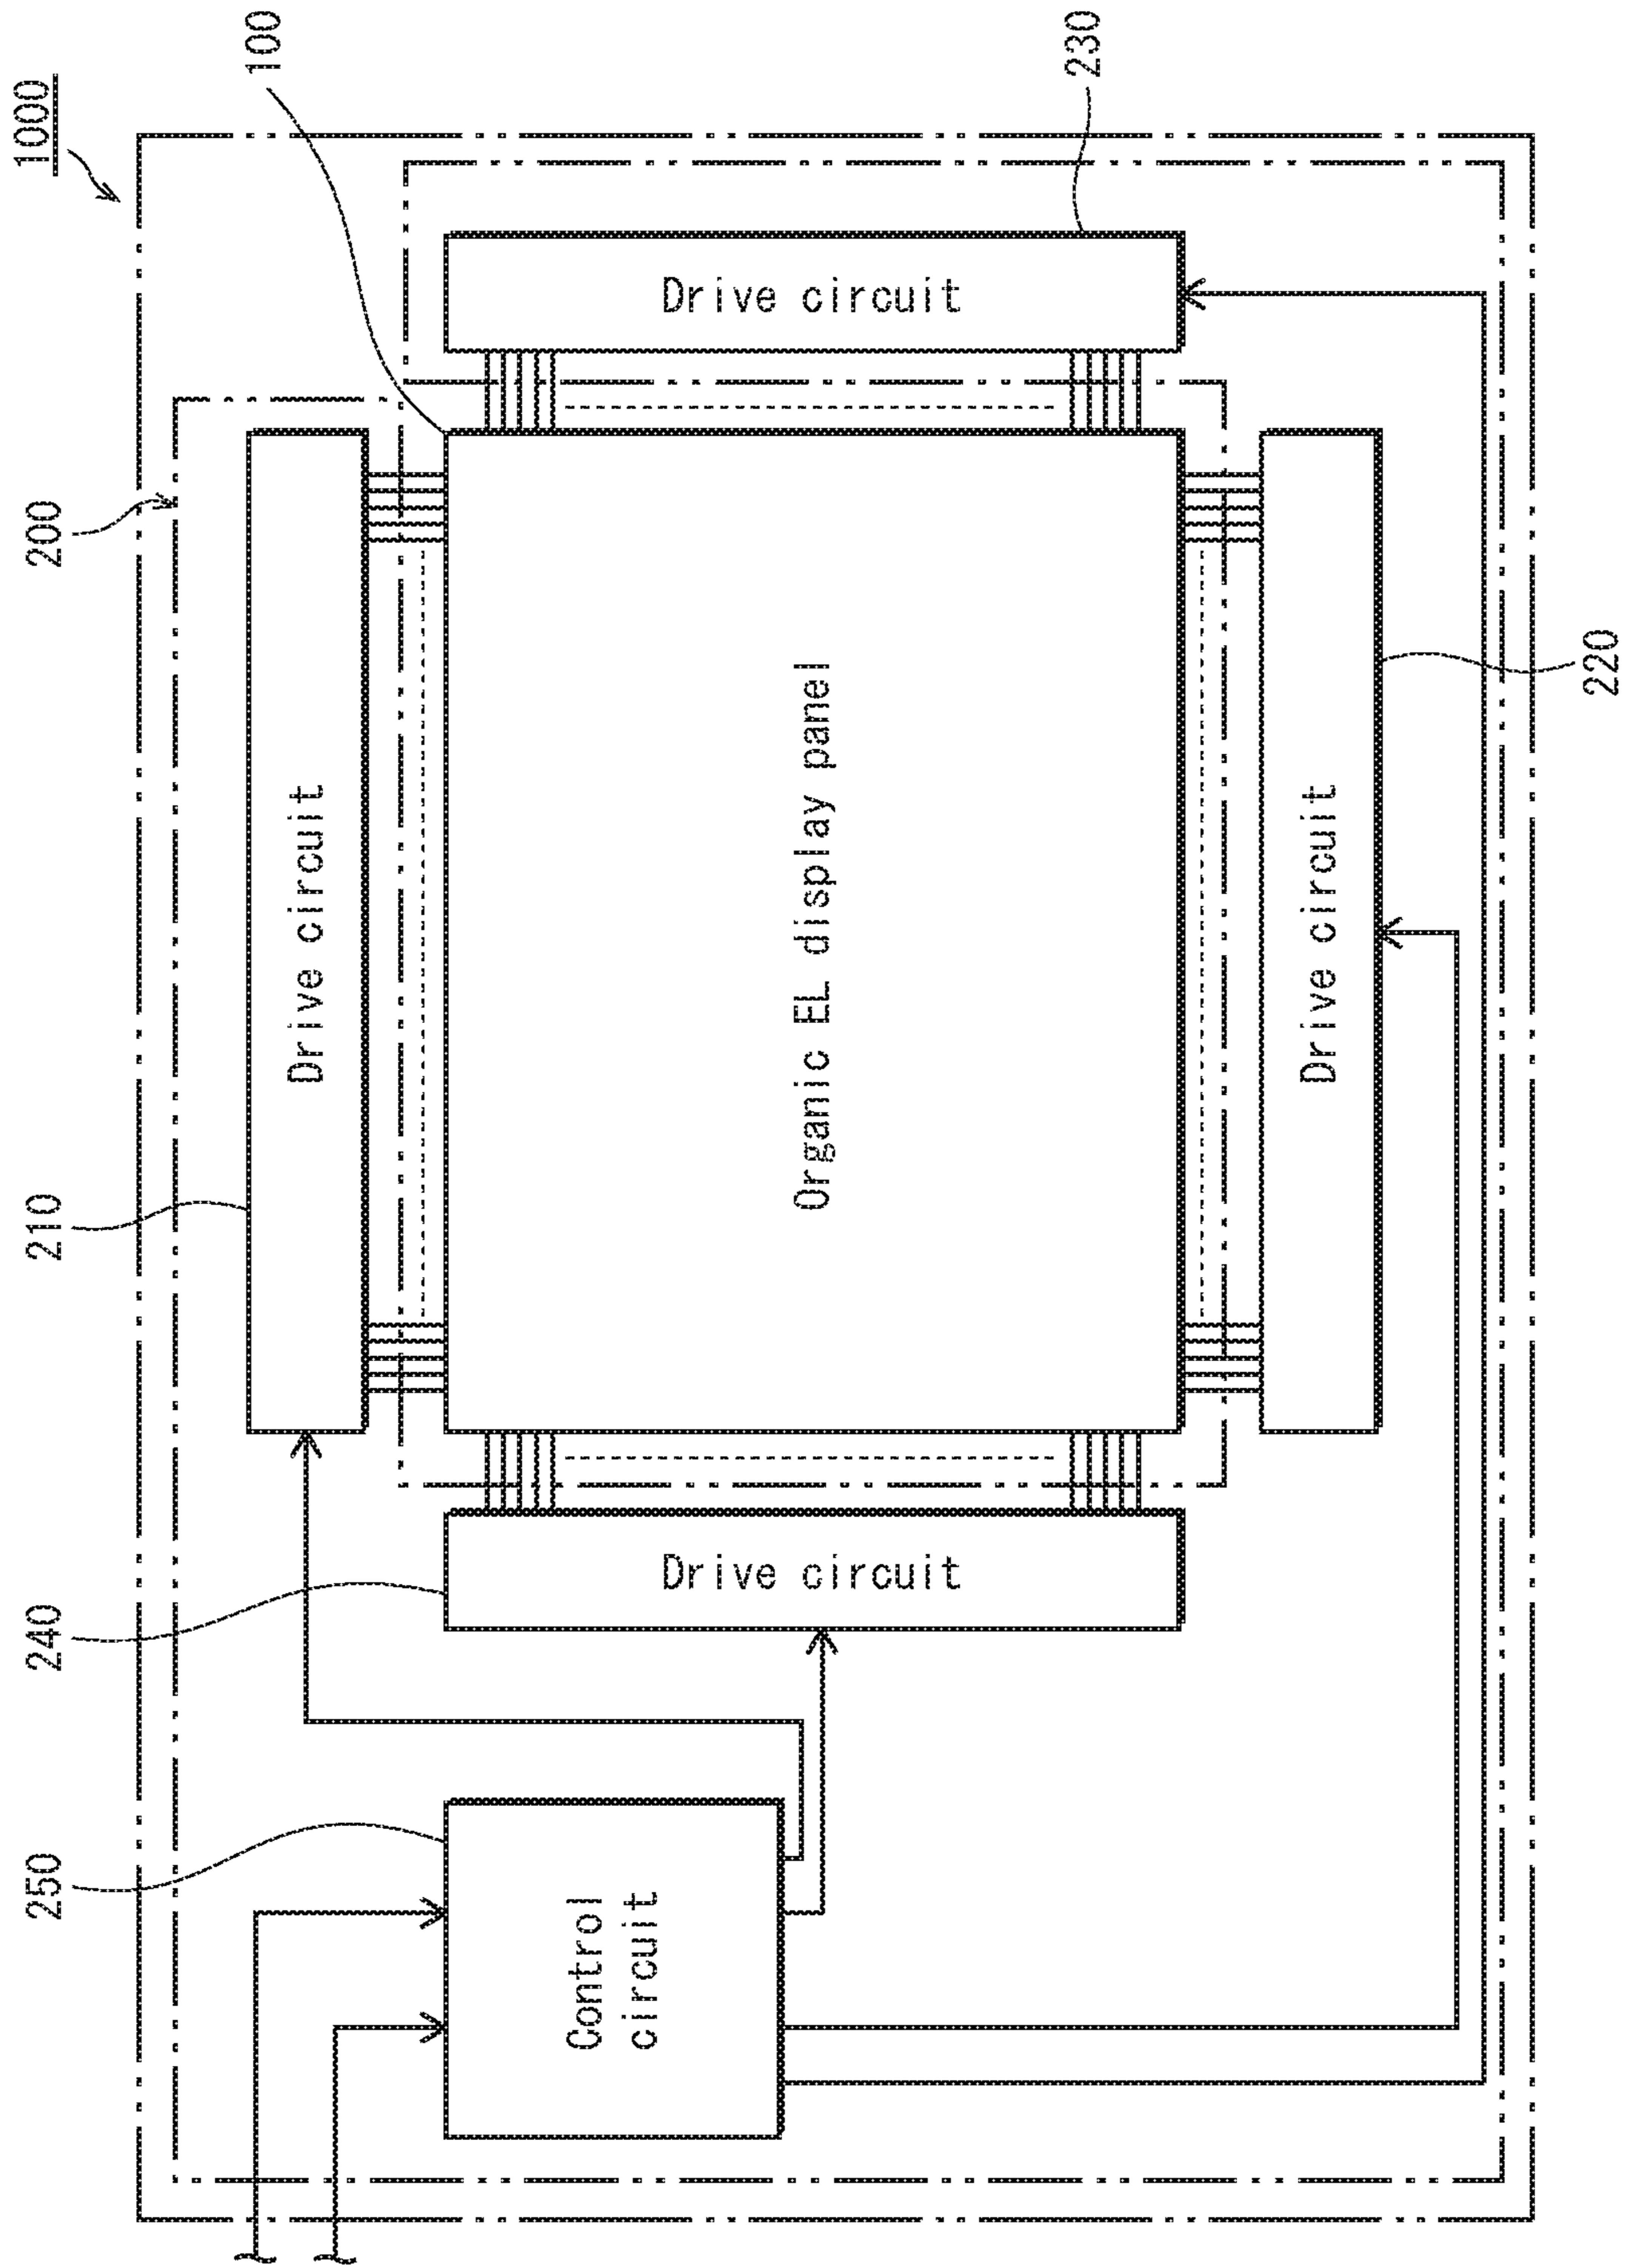 1000
200
100
210
Drive circuit
240
250
Control
circuit
Drive circuit
Organic EL display panel
Drive circuit
230
Drive circuit
220